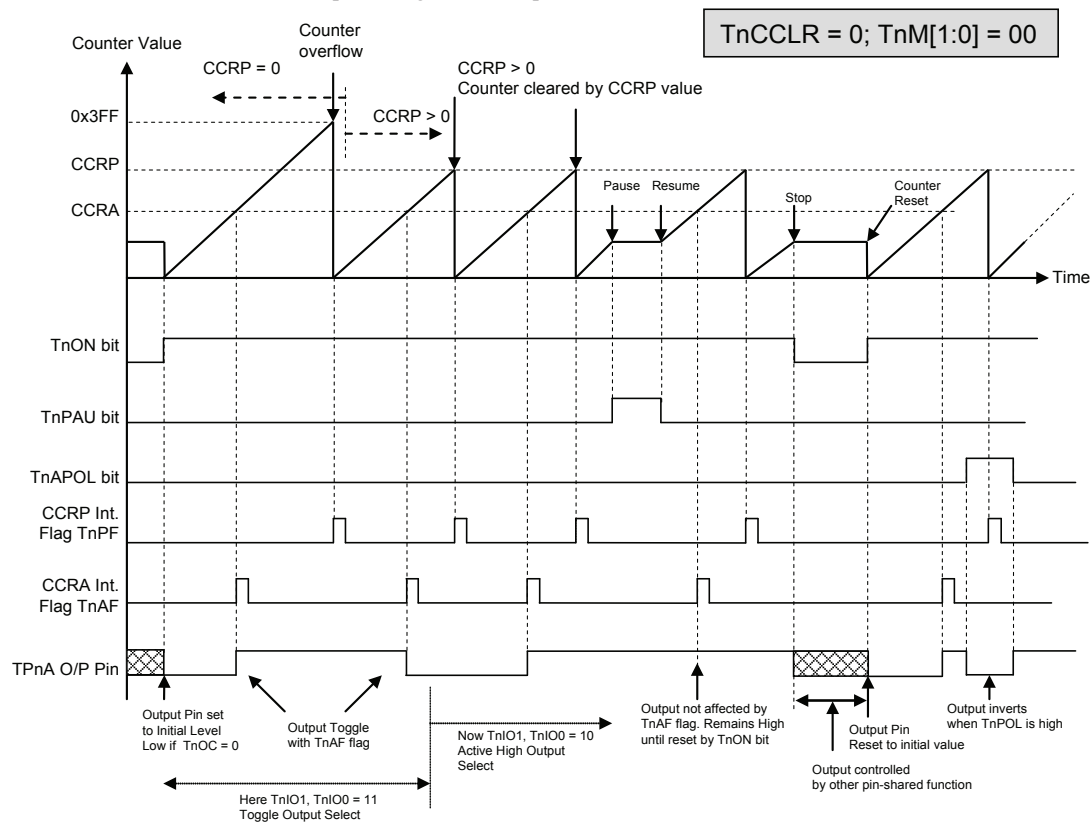 TnCCLR = 0; TnM[1:0] = 00
Counter Value
Counter
overflow
CCRP = 0
CCRP > 0
CCRP > 0
Counter cleared by CCRP value
0x3FF
CCRP
CCRA
Pause
Resume
Stop
Counter
Reset
Time
TnON bit
TnPAU bit
TnAPOL bit
CCRP Int.
Flag TnPF
CCRA Int.
Flag TnAF
TPnA O/P Pin
Output Pin set
to Initial Level
Low if TnOC = 0
Output Toggle
with TnAF flag
Now TnIO1, TnIO0 = 10
Active High Output
Select
Here TnIO1, TnIO0 = 11
Toggle Output Select
Output not affected by
TnAF flag. Remains High
until reset by TnON bit
Output Pin
Reset to initial value
Output controlled
by other pin-shared function
Output inverts
when TnPOL is high